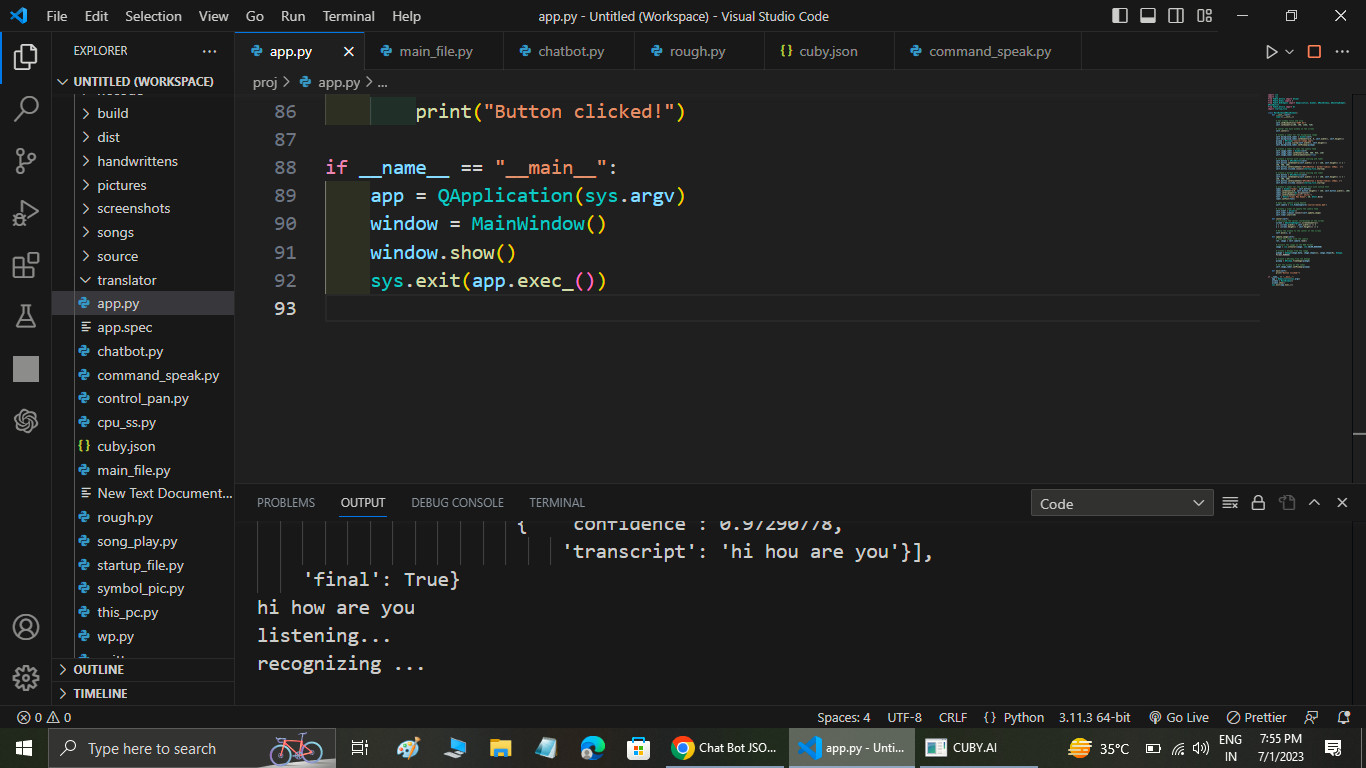 File Edit Selection View Go Run Terminal Help
app.py - Untitled (Workspace) - Visual Studio Code
EXPLORER
UNTITLED (WORKSPACE)
build
dist
handwrittens
pictures
screenshots
songs
source
translator
app.py
app.spec
chatbot.py
command_speak.py
control_pan.py
cpu_ss.py
cuby.json
main_file.py
New Text Document...
rough.py
song_play.py
startup_file.py
symbol_pic.py
this_pc.py
wp.py
OUTLINE
TIMELINE
app.py main_file.py chatbot.py rough.py {} cuby.json command_speak.py
proj > app.py > ...
86 print("Button clicked!")
87
88 if __name__ == "__main__":
89 app = QApplication(sys.argv)
90 window = MainWindow()
91 window.show()
92 sys.exit(app.exec_())
93
PROBLEMS OUTPUT DEBUG CONSOLE TERMINAL
Code
{ 'confidence': 0.97290778,
'transcript': 'hi hou are you'}],
'final': True}
hi how are you
listening...
recognizing ...
0 0
Spaces: 4 UTF-8 CRLF {} Python 3.11.3 64-bit Go Live Prettier
Type here to search
Chat Bot JSO...
app.py - Unti...
CUBY.AI
35°C
ENG
IN
7:55 PM
7/1/2023